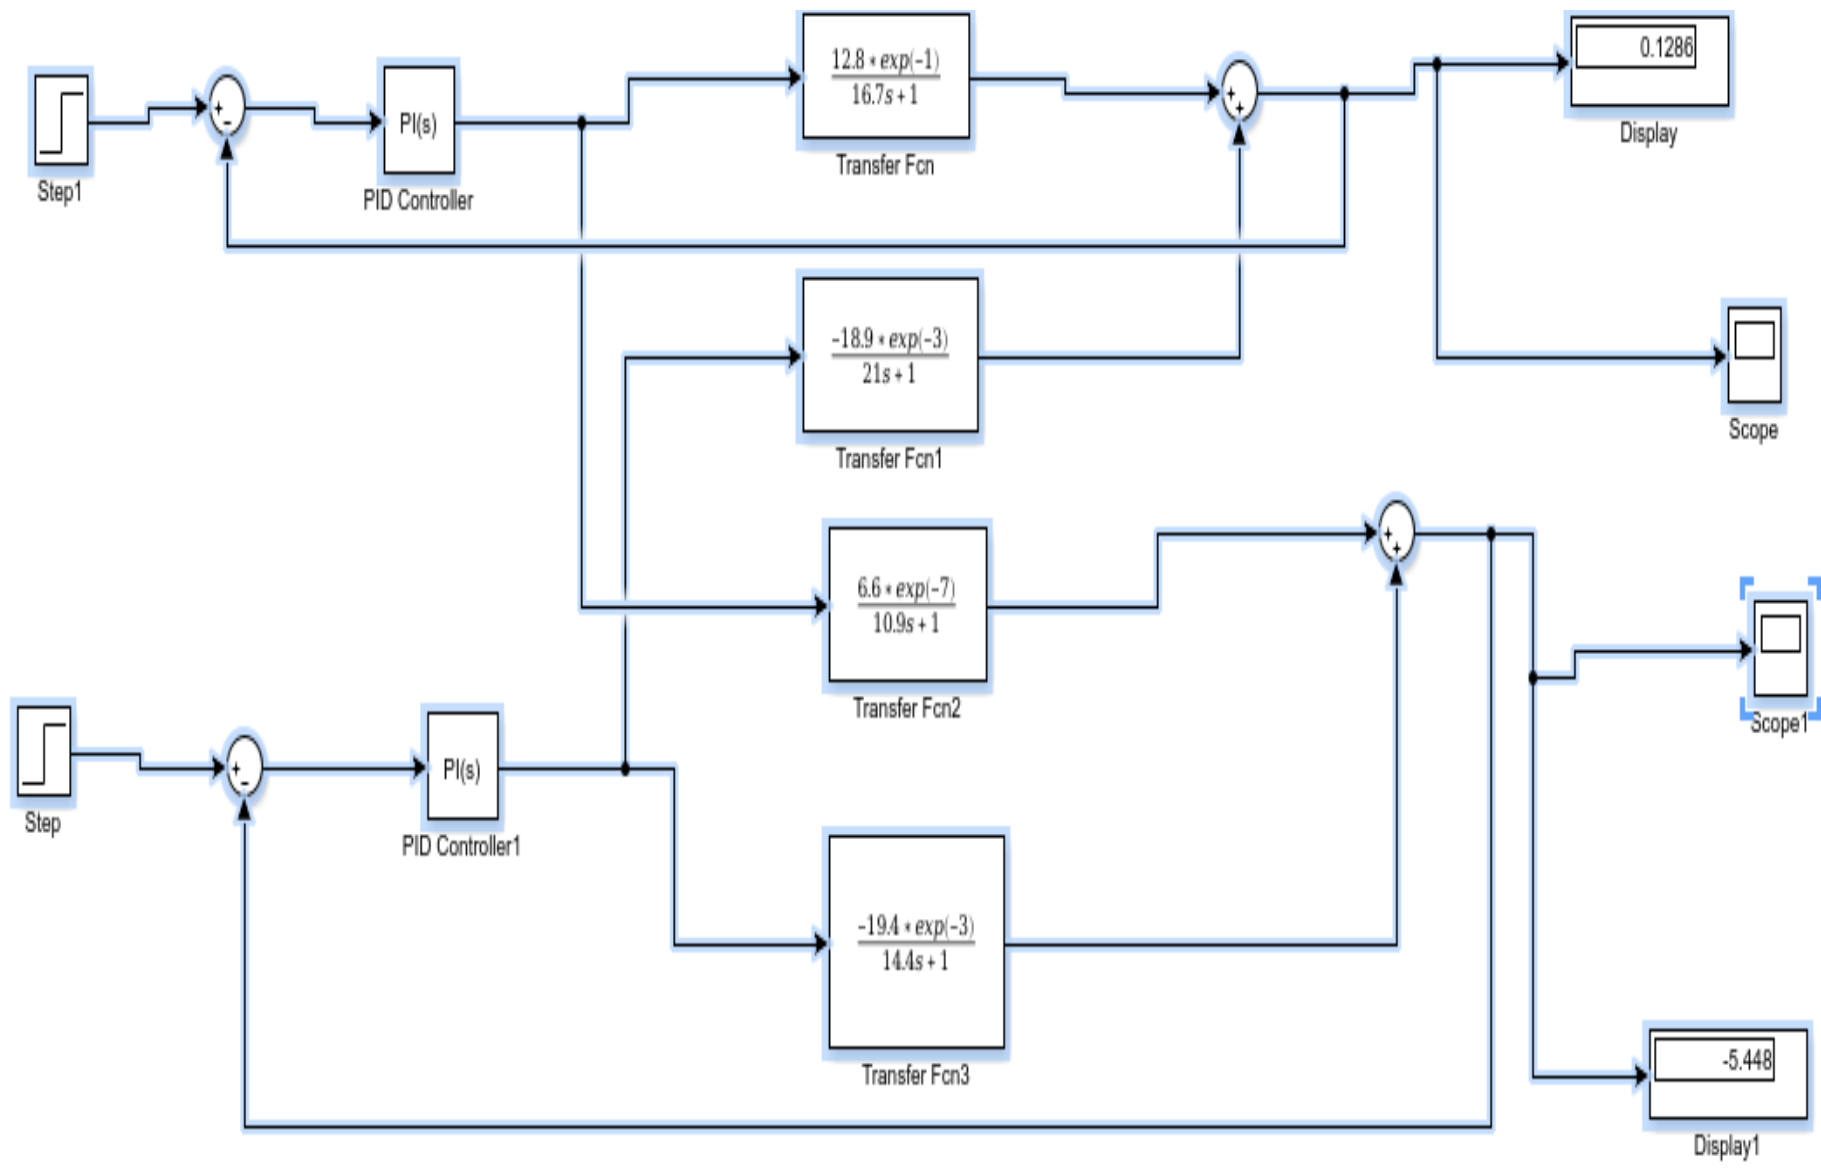 12.8 * exp(-1)
16.7s + 1
Transfer Fcn
0.1286
Display
Step1
+
-
PI(s)
PID Controller
+
+
-18.9 * exp(-3)
21s + 1
Transfer Fcn1
Scope
6.6 * exp(-7)
10.9s + 1
Transfer Fcn2
+
+
Scope1
Step
+
-
PI(s)
PID Controller1
-19.4 * exp(-3)
14.4s + 1
Transfer Fcn3
-5.448
Display1